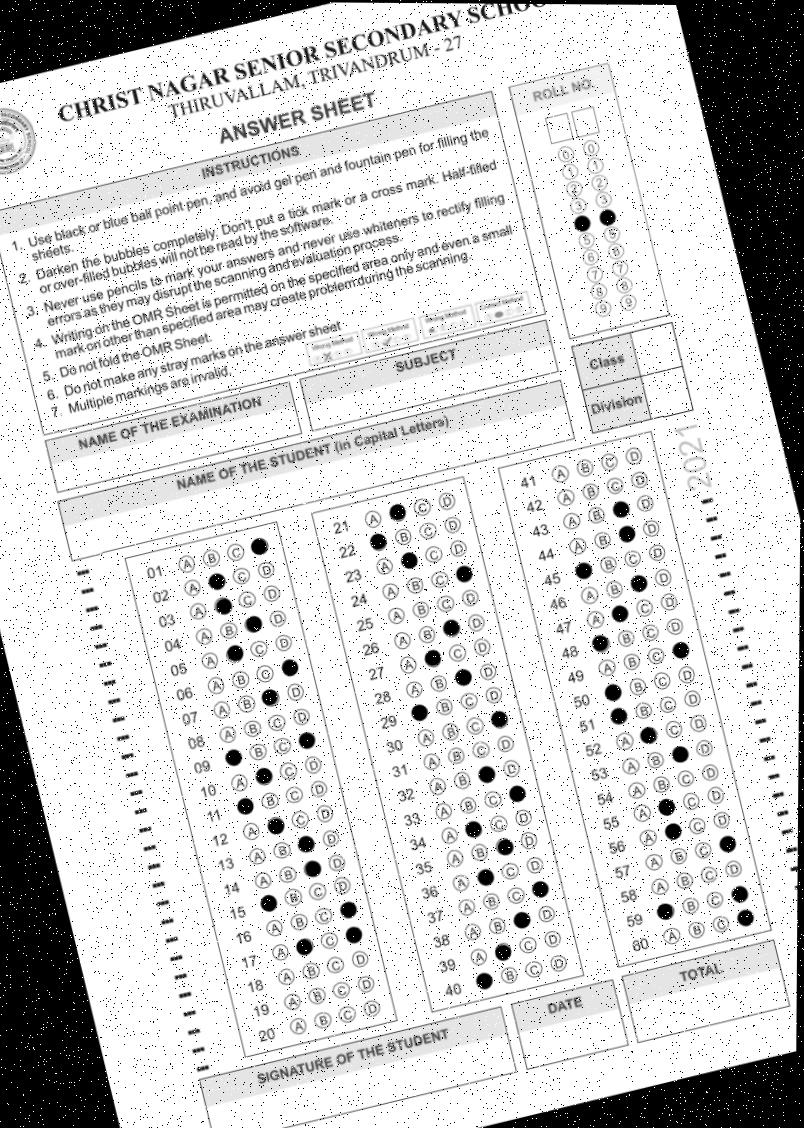 CHRIST NAGAR SENIOR SECONDARY
THIRUVALLAM, TRIVANDRUM - 27
ANSWER SHEET
INSTRUCTIONS
1. Use black or blue ball point pen, and avoid gel pen and fountain pen for filling the
sheets.
2. Darken the bubbles completely. Don't put a tick mark or a cross mark. Half-filled
or over-filled bubbles will not be read by the software.
3. Never use pencils to mark your answers and never use whiteners to rectify filling
errors as they may disrupt the scanning and evaluation process.
4. Writing on the OMR Sheet is permitted on the specified area only and even a small
mark on other than specified area may create problem during the scanning.
5. Do not fold the OMR Sheet.
6. Do not make any stray marks on the answer sheet
7. Multiple markings are invalid.
ROLL NO.
0 0
1 1
2 2
3 3
5 5
6 6
7 7
8 8
9 9
Class
Division
NAME OF THE EXAMINATION
SUBJECT
NAME OF THE STUDENT (in Capital Letters)
2021
01 A B C
02 A C D
03 A C D
04 A B D
05 A C D
06 A B C
07 A B D
08 A B C D
09 B C
10 A C D
11 B C D
12 A C D
13 A B D
14 A B D
15 B C D
16 A B C
17 A C
18 A B C D
19 A B C D
20 A B C D
21 A C D
22 B C D
23 A C D
24 A B C
25 A B C D
26 A B D
27 A C D
28 A B D
29 B C D
30 A B C
31 A B C D
32 A B D
33 A B C
34 A C D
35 A B D
36 A C D
37 A B C
38 A B D
39 A C D
40 B C D
41 A B C D
42 A B C D
43 A B D
44 A B D
45 B C D
46 A B D
47 A C D
48 B C D
49 A B C
50 B C D
51 B C D
52 A C D
53 A B D
54 A B C D
55 A C D
56 A C D
57 A B C
58 A B C D
59 B C
60 A B C
SIGNATURE OF THE STUDENT
DATE
TOTAL